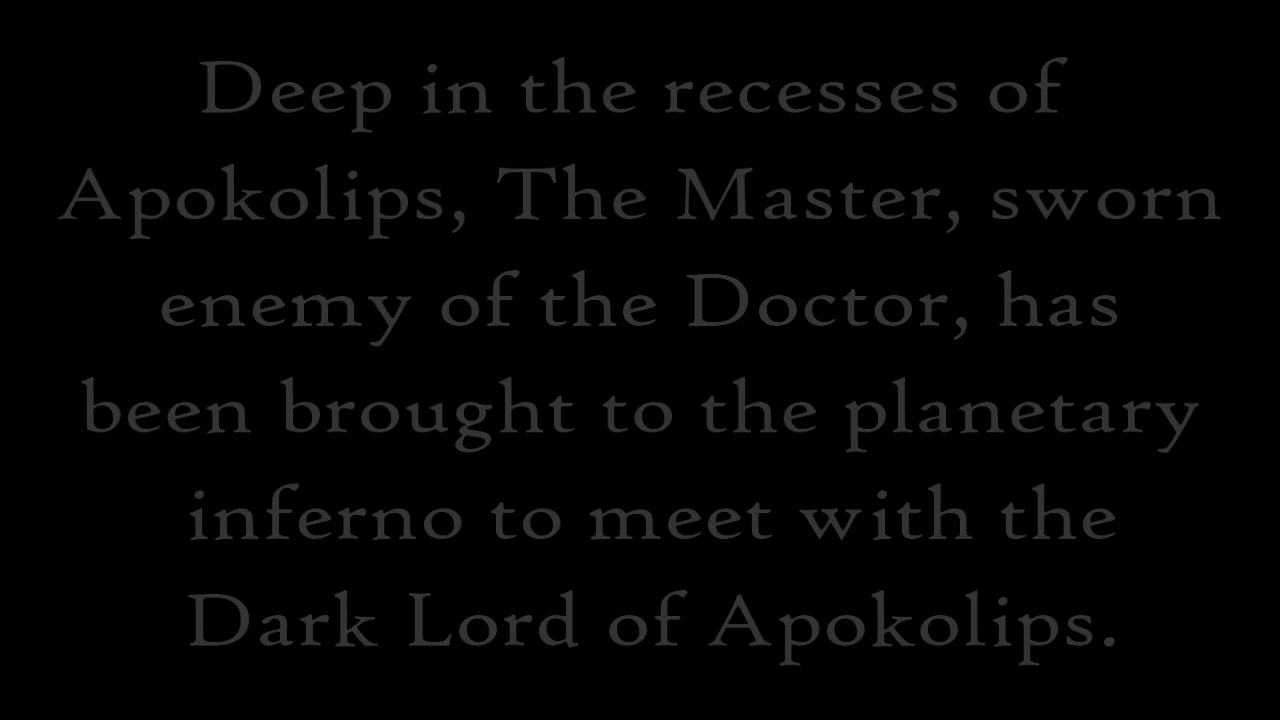 Deep in the recesses of
Apokolips, The Master, sworn
enemy of the Doctor, has
been brought to the planetary
inferno to meet with the
Dark Lord of Apokolips.